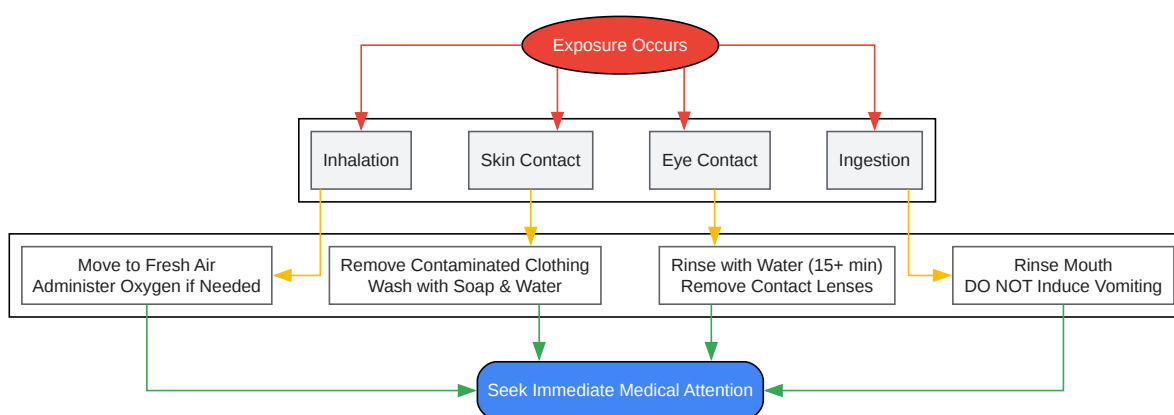 Exposure Occurs
Inhalation
Skin Contact
Eye Contact
Ingestion
Move to Fresh Air
Administer Oxygen if Needed
Remove Contaminated Clothing
Wash with Soap & Water
Rinse with Water (15+ min)
Remove Contact Lenses
Rinse Mouth
DO NOT Induce Vomiting
Seek Immediate Medical Attention